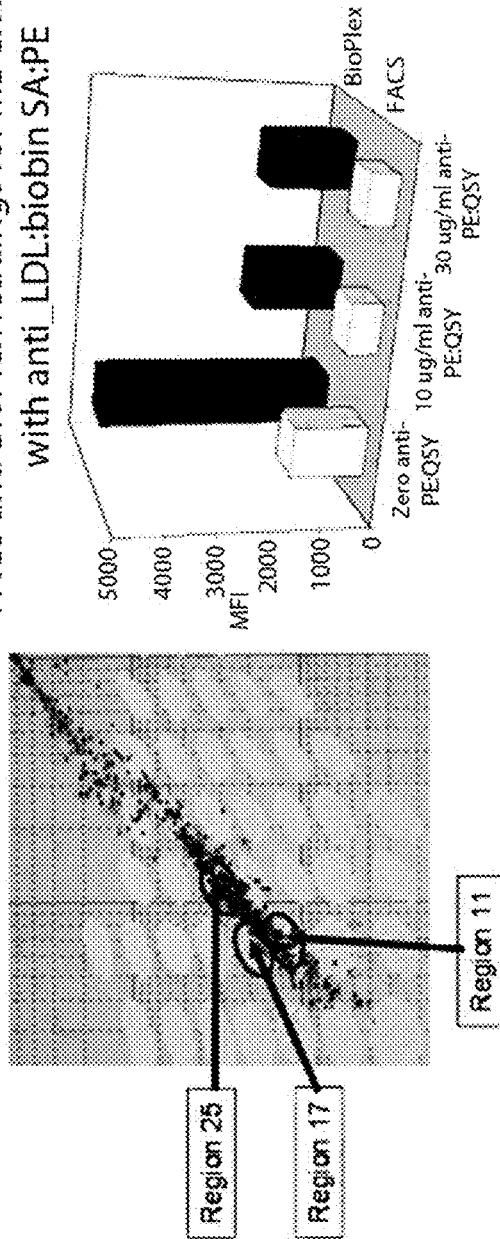 with anti_LDL:biobin SA:PE
5000
4000
3000
2000
1000
0
MFI
BioPlex
FACS
Zero anti-
PE:QSY
10 ug/ml anti-
PE:QSY
30 ug/ml anti-
PE:QSY
Region 25
Region 17
Region 11